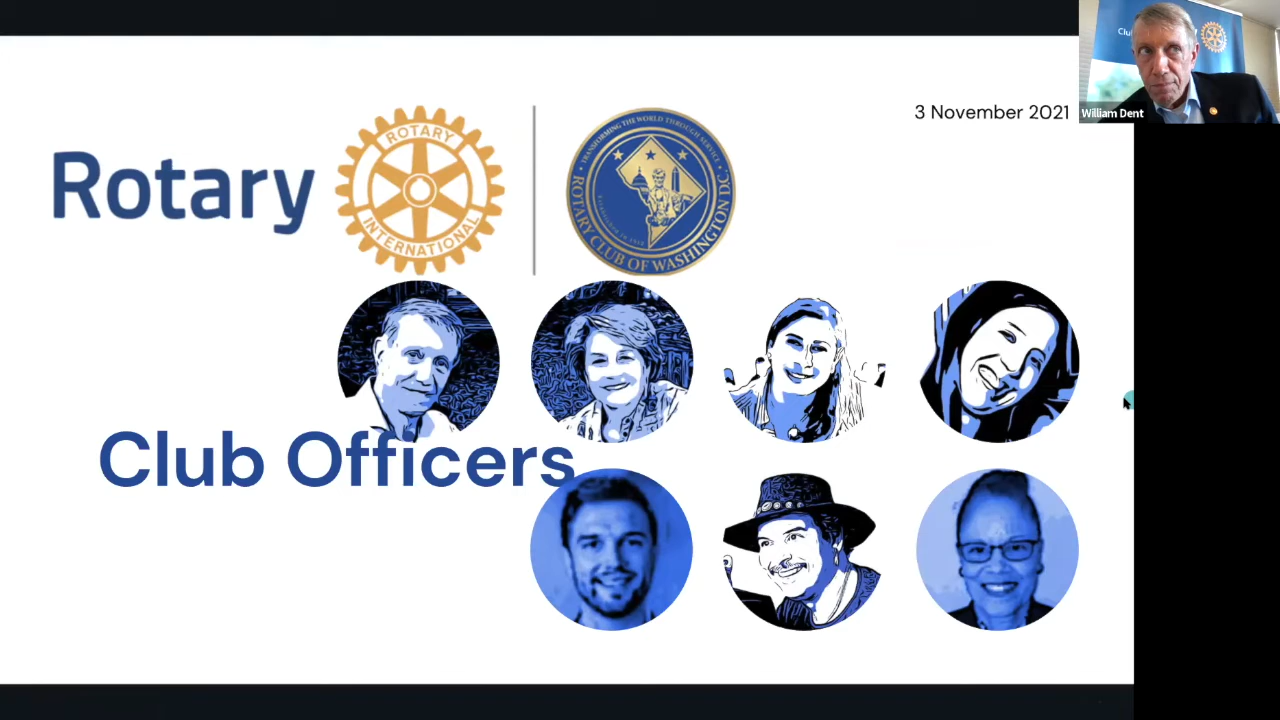 3 November 2021
William Dent
Rotary
ROTARY
INTERNATIONAL
TRANSFORMING THE WORLD THROUGH SERVICE
ROTARY CLUB OF WASHINGTON D.C.
Club Officers